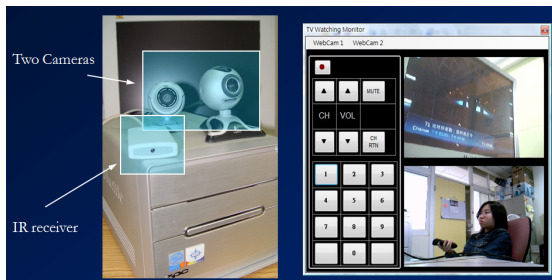 Two Cameras
IR receiver
TV Watching Monitor
WebCam 1 WebCam 2
MUTE
CH VOL
CH
RTN
1 2 3
4 5 6
7 8 9
0